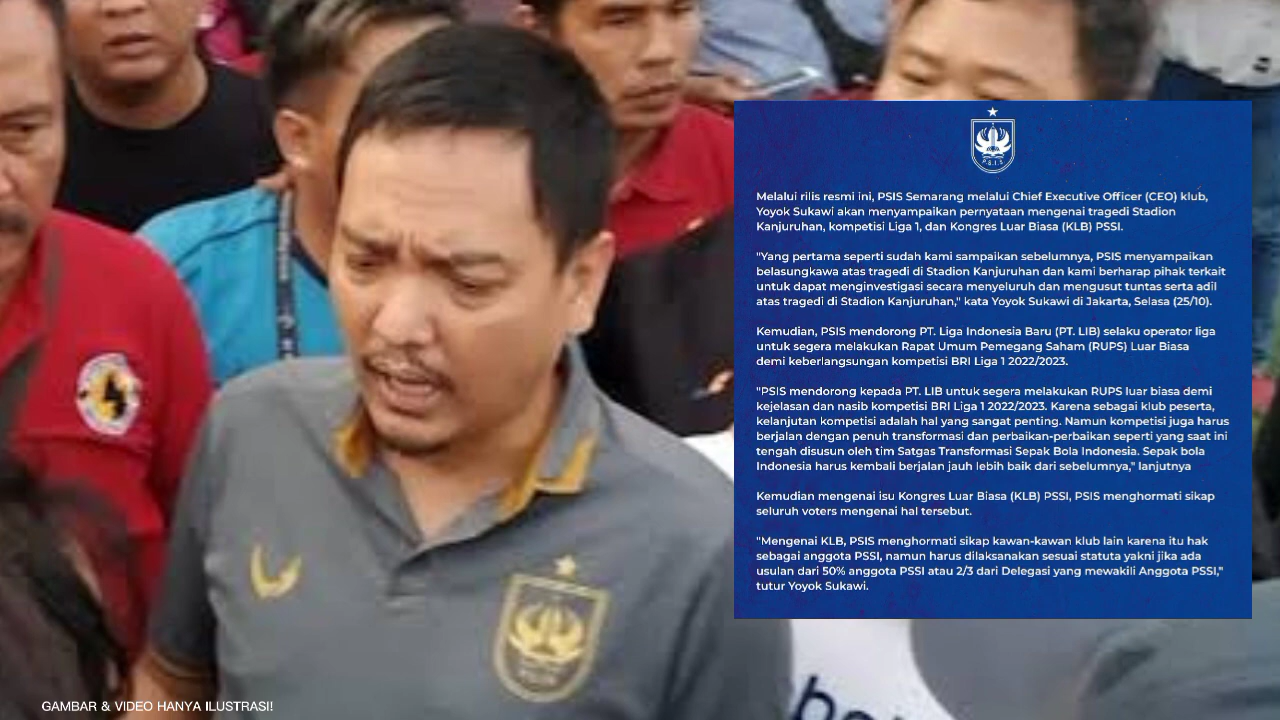 PSIS
Melalui rilis resmi ini, PSIS Semarang melalui Chief Executive Officer (CEO) klub,
Yoyok Sukawi akan menyampaikan pernyataan mengenai tragedi Stadion
Kanjuruhan, kompetisi Liga 1, dan Kongres Luar Biasa (KLB) PSSI.
"Yang pertama seperti sudah kami sampaikan sebelumnya, PSIS menyampaikan
belasungkawa atas tragedi di Stadion Kanjuruhan dan kami berharap pihak terkait
untuk dapat menginvestigasi secara menyeluruh dan mengusut tuntas serta adil
atas tragedi di Stadion Kanjuruhan," kata Yoyok Sukawi di Jakarta, Selasa (25/10).
Kemudian, PSIS mendorong PT. Liga Indonesia Baru (PT. LIB) selaku operator liga
untuk segera melakukan Rapat Umum Pemegang Saham (RUPS) Luar Biasa
demi keberlangsungan kompetisi BRI Liga 1 2022/2023.
"PSIS mendorong kepada PT. LIB untuk segera melakukan RUPS luar biasa demi
kejelasan dan nasib kompetisi BRI Liga 1 2022/2023. Karena sebagai klub peserta,
kelanjutan kompetisi adalah hal yang sangat penting. Namun kompetisi juga harus
berjalan dengan penuh transformasi dan perbaikan-perbaikan seperti yang saat ini
tengah disusun oleh tim Satgas Transformasi Sepak Bola Indonesia. Sepak bola
Indonesia harus kembali berjalan jauh lebih baik dari sebelumnya," lanjutnya
Kemudian mengenai isu Kongres Luar Biasa (KLB) PSSI, PSIS menghormati sikap
seluruh voters mengenai hal tersebut.
"Mengenai KLB, PSIS menghormati sikap kawan-kawan klub lain karena itu hak
sebagai anggota PSSI, namun harus dilaksanakan sesuai statuta yakni jika ada
usulan dari 50% anggota PSSI atau 2/3 dari Delegasi yang mewakili Anggota PSSI,"
tutur Yoyok Sukawi.
GAMBAR & VIDEO HANYA ILUSTRASI!